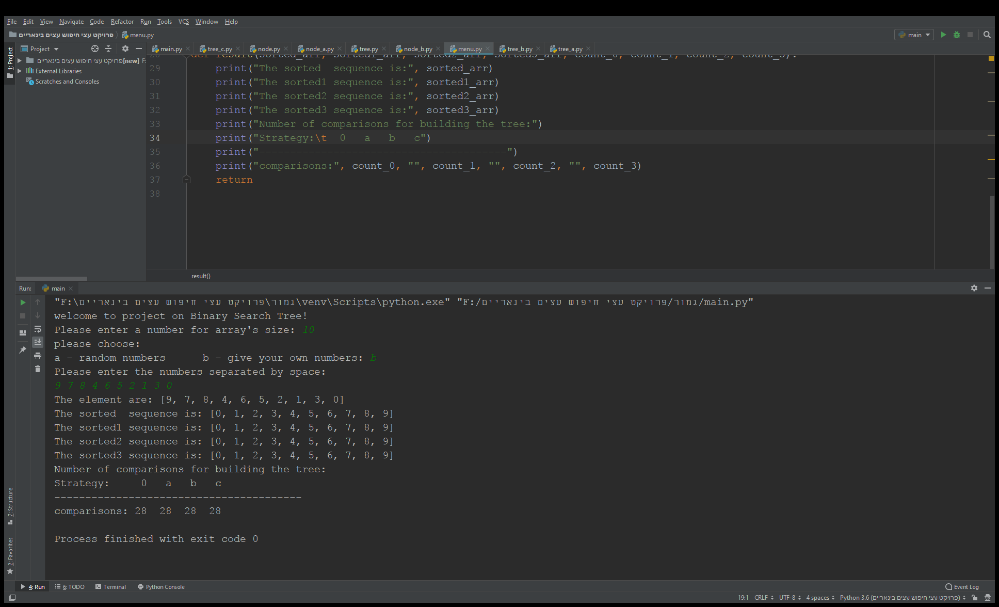 File Edit View Navigate Code Refactor Run Tools VCS Window Help
פרויקט עצי חיפוש עצים בינאריים menu.py main
1: Project
Project
main.py tree_c.py node.py node_a.py tree.py node_b.py menu.py tree_b.py tree_a.py
פרויקט עצי חיפוש עצים בינאריים [new] F:
External Libraries
Scratches and Consoles
28 def result(sorted_arr, sorted1_arr, sorted2_arr, sorted3_arr, count_0, count_1, count_2, count_3):
29 print("The sorted  sequence is:", sorted_arr)
30 print("The sorted1 sequence is:", sorted1_arr)
31 print("The sorted2 sequence is:", sorted2_arr)
32 print("The sorted3 sequence is:", sorted3_arr)
33 print("Number of comparisons for building the tree:")
34 print("Strategy:\t  0   a   b   c")
35 print("----------------------------------------")
36 print("comparisons:", count_0, "", count_1, "", count_2, "", count_3)
37 return
38
result()
Run: main
"F:\גמור\פרויקט עצי חיפוש עצים בינאריים\venv\Scripts\python.exe" "F:/גמור/פרויקט עצי חיפוש עצים בינאריים/main.py"
welcome to project on Binary Search Tree!
Please enter a number for array's size: 10
please choose:
a - random numbers      b - give your own numbers: b
Please enter the numbers separated by space:
9 7 8 4 6 5 2 1 3 0
The element are: [9, 7, 8, 4, 6, 5, 2, 1, 3, 0]
The sorted  sequence is: [0, 1, 2, 3, 4, 5, 6, 7, 8, 9]
The sorted1 sequence is: [0, 1, 2, 3, 4, 5, 6, 7, 8, 9]
The sorted2 sequence is: [0, 1, 2, 3, 4, 5, 6, 7, 8, 9]
The sorted3 sequence is: [0, 1, 2, 3, 4, 5, 6, 7, 8, 9]
Number of comparisons for building the tree:
Strategy:     0   a   b   c
----------------------------------------
comparisons: 28  28  28  28
Process finished with exit code 0
7: Structure
2: Favorites
4: Run 6: TODO Terminal Python Console Event Log
19:1 CRLF UTF-8 4 spaces Python 3.6 (פרויקט עצי חיפוש עצים בינאריים)